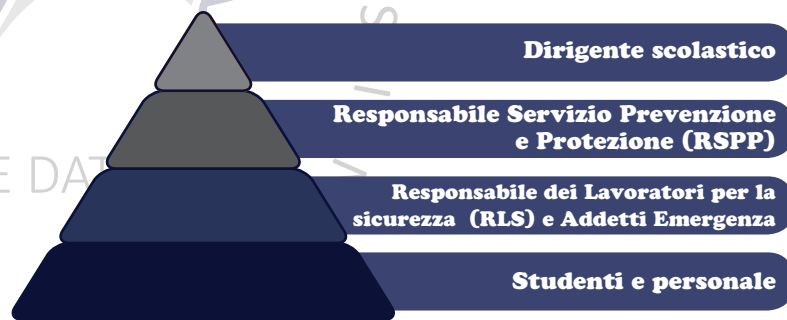 Dirigente scolastico
Responsabile Servizio Prevenzione
e Protezione (RSPP)
Responsabile dei Lavoratori per la
sicurezza (RLS) e Addetti Emergenza
Studenti e personale